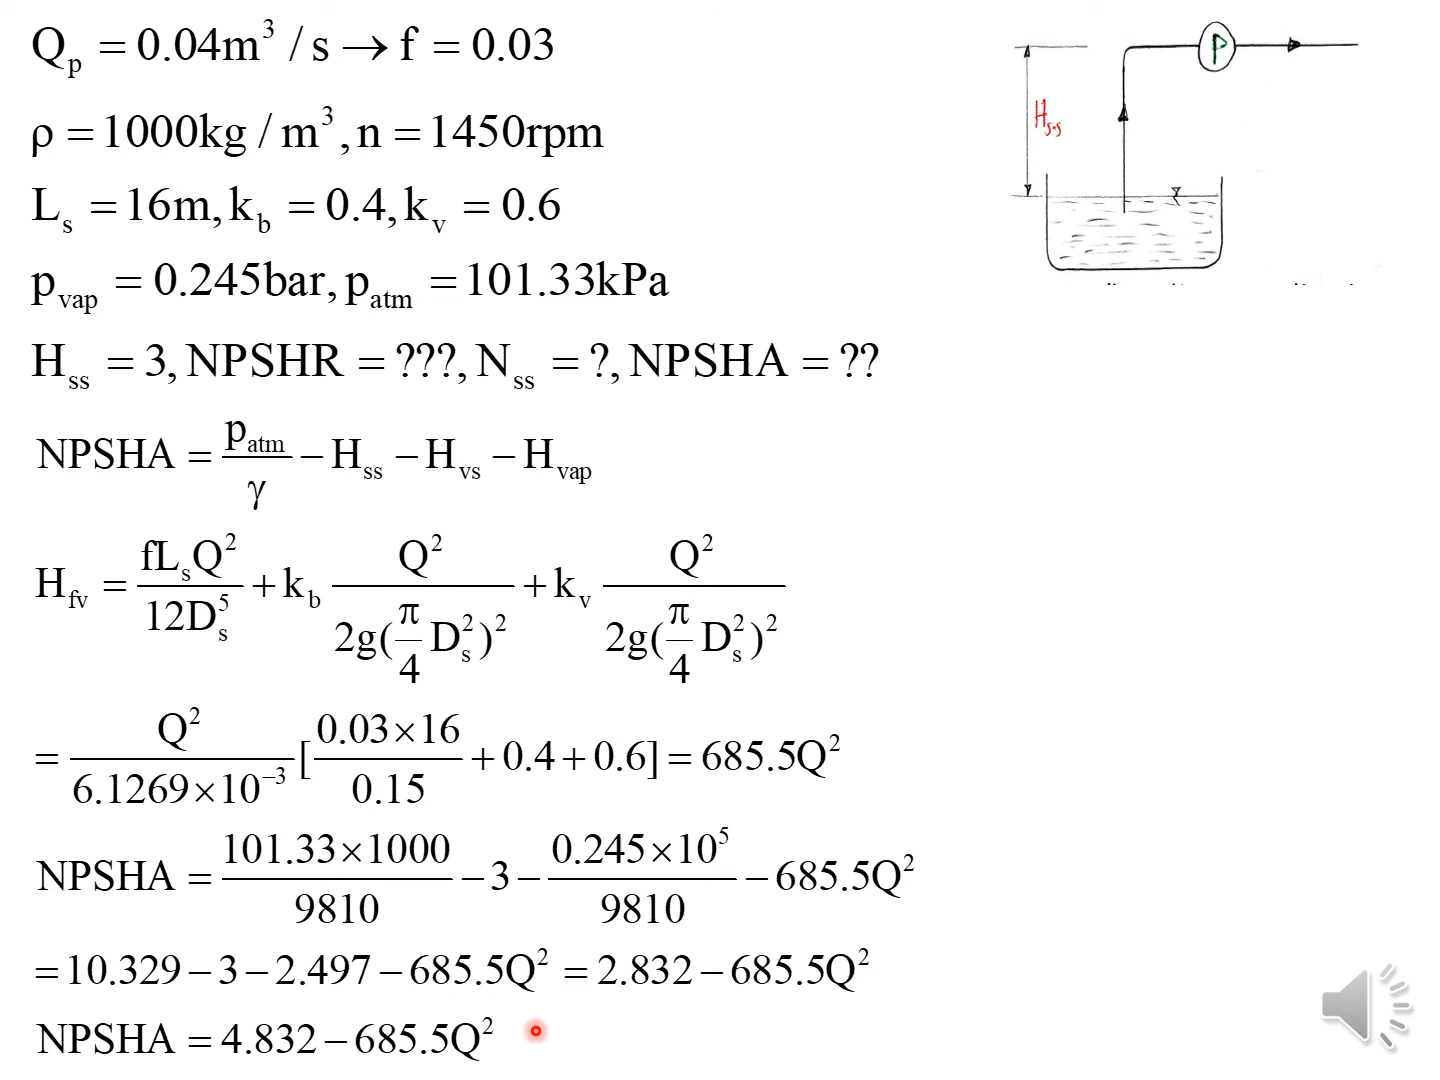 Q_p = 0.04m^3 / s → f = 0.03
ρ = 1000kg / m^3, n = 1450rpm
L_s = 16m, k_b = 0.4, k_v = 0.6
p_vap = 0.245bar, p_atm = 101.33kPa
H_ss = 3, NPSHR = ???, N_ss = ?, NPSHA = ??
NPSHA = p_atm/γ − H_ss − H_vs − H_vap
H_fv = fL_sQ^2/12D_s^5 + k_b Q^2/2g(π/4 D_s^2)^2 + k_v Q^2/2g(π/4 D_s^2)^2
= Q^2/6.1269×10^−3 [0.03×16/0.15 + 0.4 + 0.6] = 685.5Q^2
NPSHA = 101.33×1000/9810 − 3 − 0.245×10^5/9810 − 685.5Q^2
= 10.329 − 3 − 2.497 − 685.5Q^2 = 2.832 − 685.5Q^2
NPSHA = 4.832 − 685.5Q^2
P
H_s.s